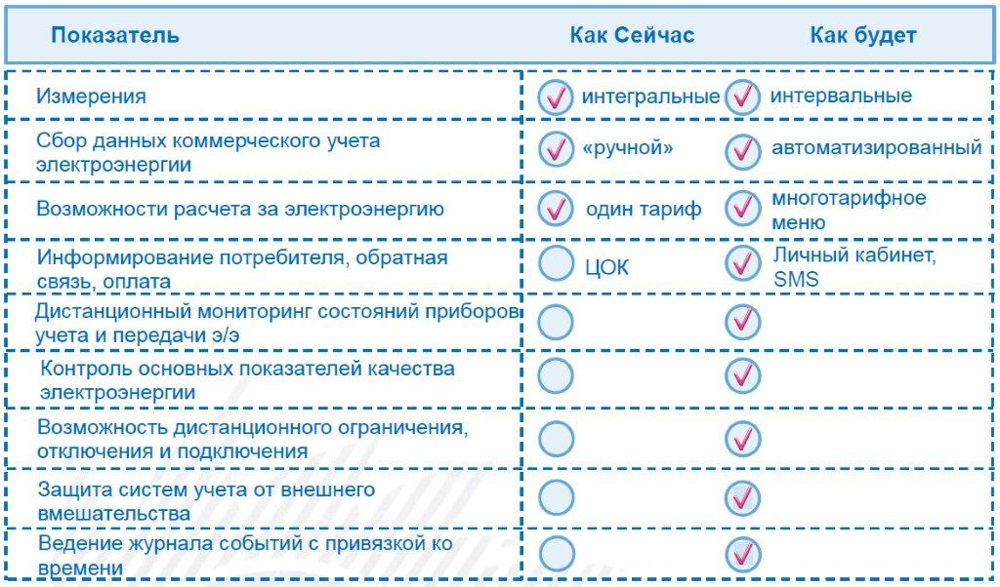 Показатель Как Сейчас Как будет
Измерения интегральные интервальные
Сбор данных коммерческого учета
электроэнергии «ручной» автоматизированный
Возможности расчета за электроэнергию один тариф многотарифное
меню
Информирование потребителя, обратная
связь, оплата ЦОК Личный кабинет,
SMS
Дистанционный мониторинг состояний приборов
учета и передачи э/э
Контроль основных показателей качества
электроэнергии
Возможность дистанционного ограничения,
отключения и подключения
Защита систем учета от внешнего
вмешательства
Ведение журнала событий с привязкой ко
времени